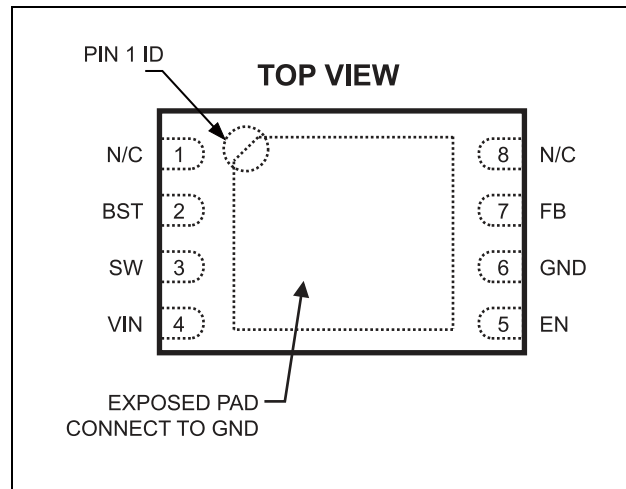 PIN 1 ID
TOP VIEW
N/C 1 8 N/C
BST 2 7 FB
SW 3 6 GND
VIN 4 5 EN
EXPOSED PAD
CONNECT TO GND